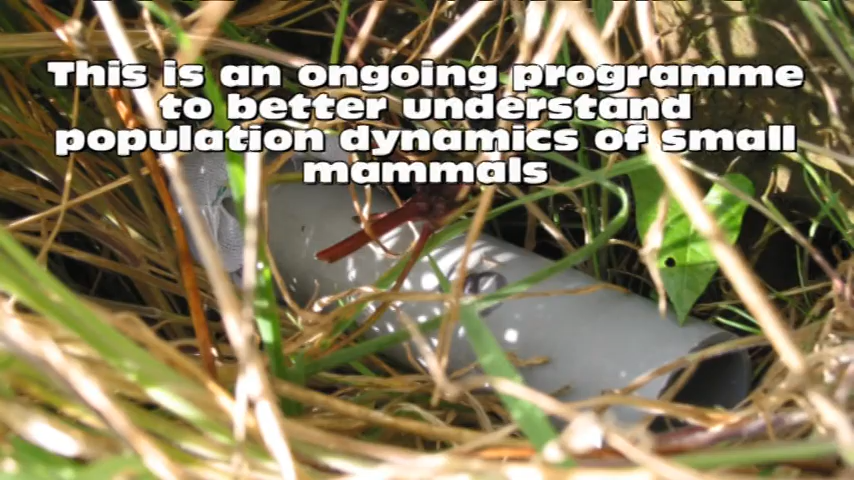 This is an ongoing programme
to better understand
population dynamics of small
mammals